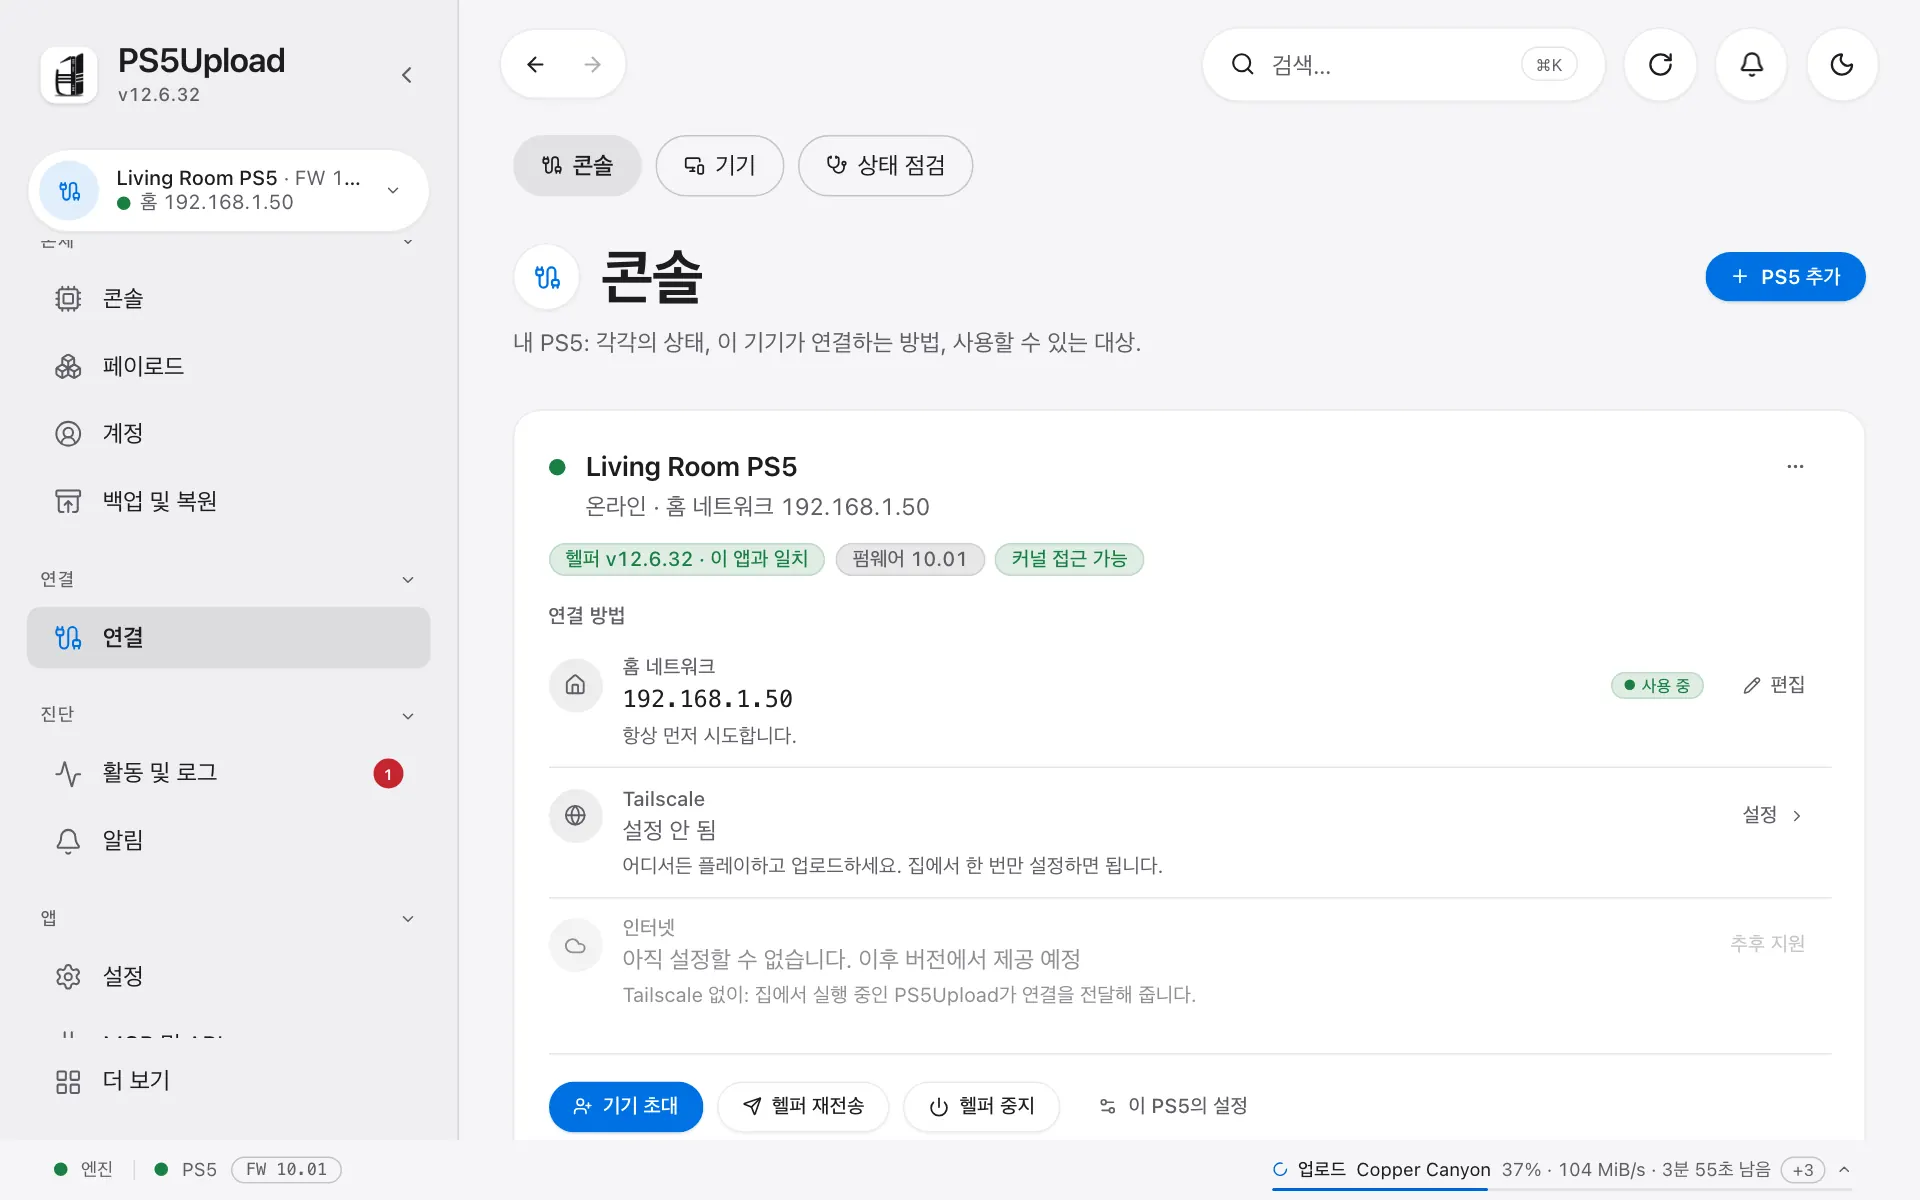 PS5Upload
v12.6.32
Living Room PS5 · FW 1...
홈 192.168.1.50
콘솔
페이로드
계정
백업 및 복원
연결
연결
진단
활동 및 로그
1
알림
앱
설정
더 보기
검색...
⌘K
콘솔
기기
상태 점검
콘솔
PS5 추가
내 PS5: 각각의 상태, 이 기기가 연결하는 방법, 사용할 수 있는 대상.
Living Room PS5
온라인 · 홈 네트워크 192.168.1.50
헬퍼 v12.6.32 · 이 앱과 일치
펌웨어 10.01
커널 접근 가능
연결 방법
홈 네트워크
192.168.1.50
항상 먼저 시도합니다.
사용 중
편집
Tailscale
설정 안 됨
어디서든 플레이하고 업로드하세요. 집에서 한 번만 설정하면 됩니다.
설정
인터넷
아직 설정할 수 없습니다. 이후 버전에서 제공 예정
Tailscale 없이: 집에서 실행 중인 PS5Upload가 연결을 전달해 줍니다.
추후 지원
기기 초대
헬퍼 재전송
헬퍼 중지
이 PS5의 설정
엔진
PS5
FW 10.01
업로드 Copper Canyon 37% · 104 MiB/s · 3분 55초 남음
+3